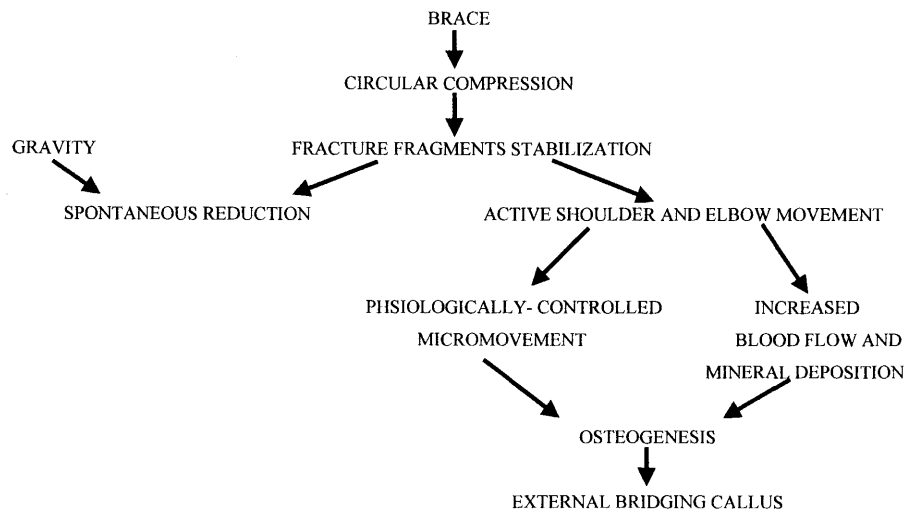 BRACE
CIRCULAR COMPRESSION
GRAVITY
FRACTURE FRAGMENTS STABILIZATION
SPONTANEOUS REDUCTION
ACTIVE SHOULDER AND ELBOW MOVEMENT
PHSIOLOGICALLY- CONTROLLED
MICROMOVEMENT
INCREASED
BLOOD FLOW AND
MINERAL DEPOSITION
OSTEOGENESIS
EXTERNAL BRIDGING CALLUS